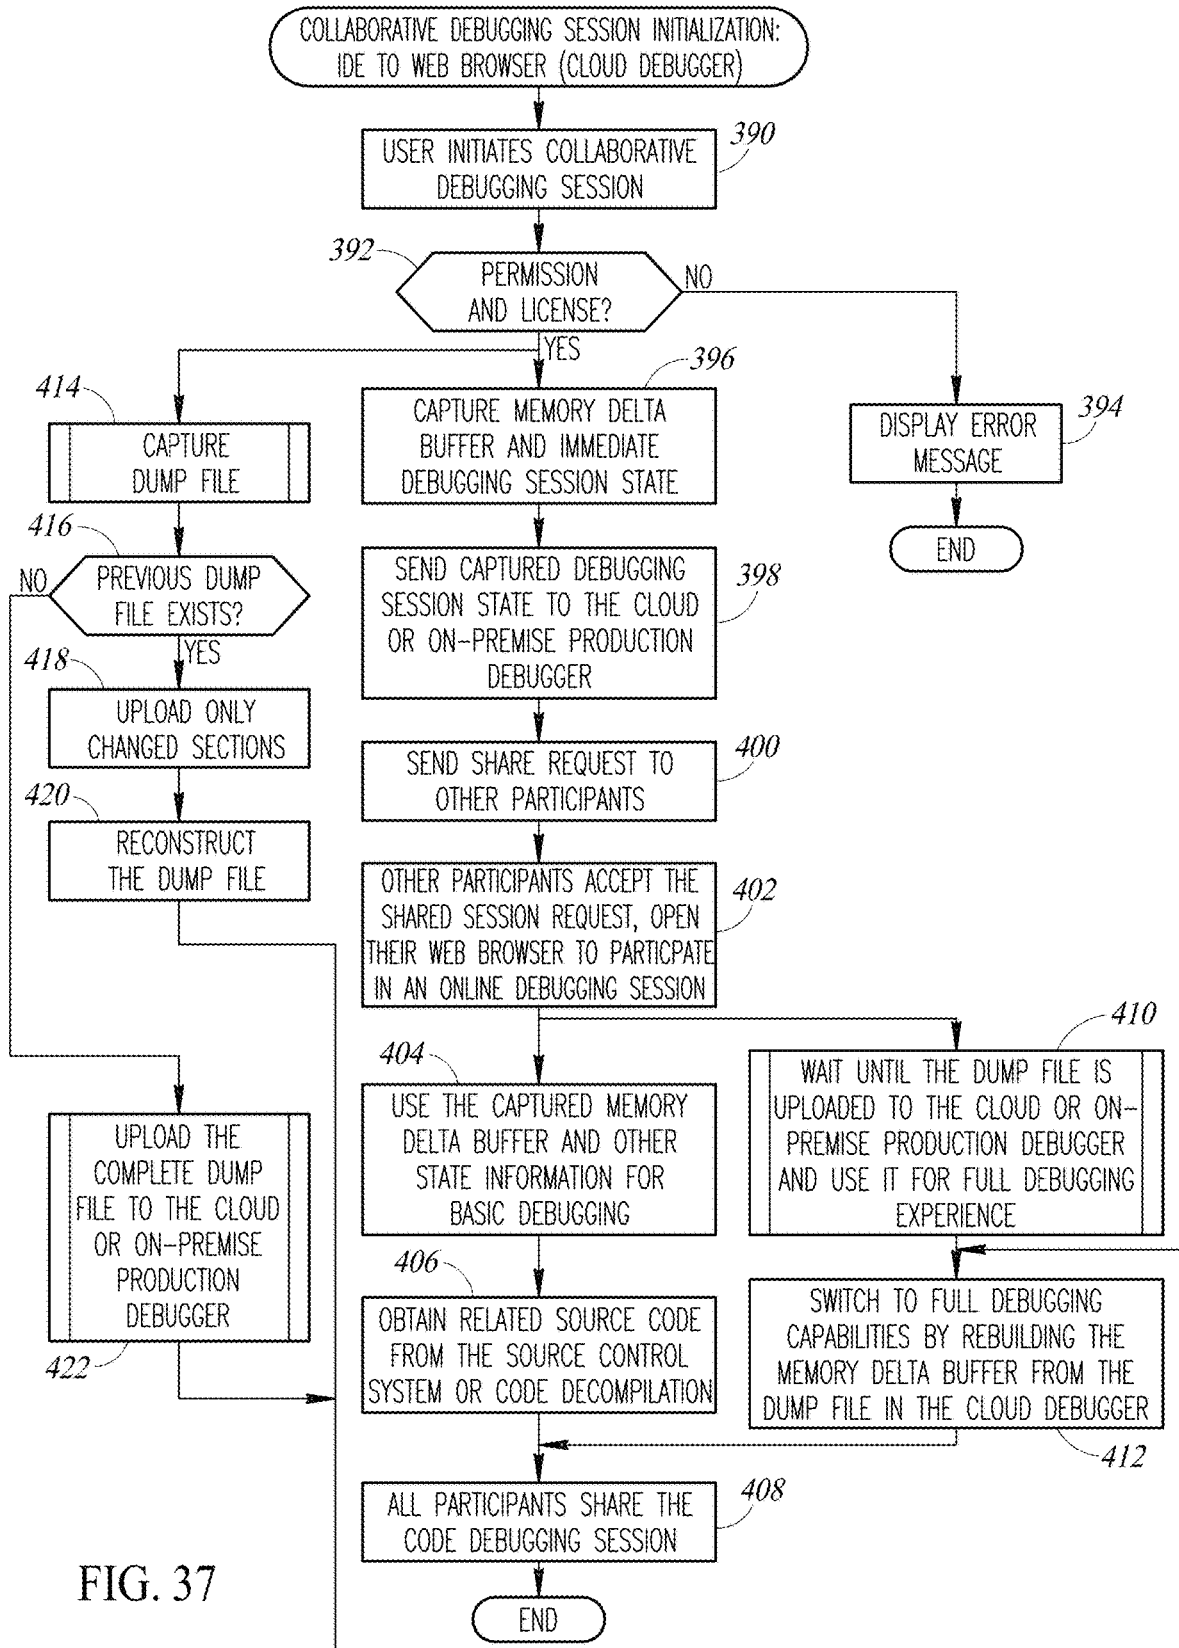 COLLABORATIVE DEBUGGING SESSION INITIALIZATION:
IDE TO WEB BROWSER (CLOUD DEBUGGER)
390
USER INITIATES COLLABORATIVE
DEBUGGING SESSION
392
PERMISSION
AND LICENSE?
NO
YES
396
CAPTURE MEMORY DELTA
BUFFER AND IMMEDIATE
DEBUGGING SESSION STATE
394
DISPLAY ERROR
MESSAGE
END
414
CAPTURE
DUMP FILE
416
NO
PREVIOUS DUMP
FILE EXISTS?
YES
418
UPLOAD ONLY
CHANGED SECTIONS
420
RECONSTRUCT
THE DUMP FILE
398
SEND CAPTURED DEBUGGING
SESSION STATE TO THE CLOUD
OR ON-PREMISE PRODUCTION
DEBUGGER
400
SEND SHARE REQUEST TO
OTHER PARTICIPANTS
402
OTHER PARTICIPANTS ACCEPT THE
SHARED SESSION REQUEST, OPEN
THEIR WEB BROWSER TO PARTICPATE
IN AN ONLINE DEBUGGING SESSION
404
USE THE CAPTURED MEMORY
DELTA BUFFER AND OTHER
STATE INFORMATION FOR
BASIC DEBUGGING
410
WAIT UNTIL THE DUMP FILE IS
UPLOADED TO THE CLOUD OR ON-
PREMISE PRODUCTION DEBUGGER
AND USE IT FOR FULL DEBUGGING
EXPERIENCE
UPLOAD THE
COMPLETE DUMP
FILE TO THE CLOUD
OR ON-PREMISE
PRODUCTION
DEBUGGER
422
406
OBTAIN RELATED SOURCE CODE
FROM THE SOURCE CONTROL
SYSTEM OR CODE DECOMPILATION
SWITCH TO FULL DEBUGGING
CAPABILITIES BY REBUILDING THE
MEMORY DELTA BUFFER FROM THE
DUMP FILE IN THE CLOUD DEBUGGER
412
408
ALL PARTICIPANTS SHARE THE
CODE DEBUGGING SESSION
END
FIG. 37